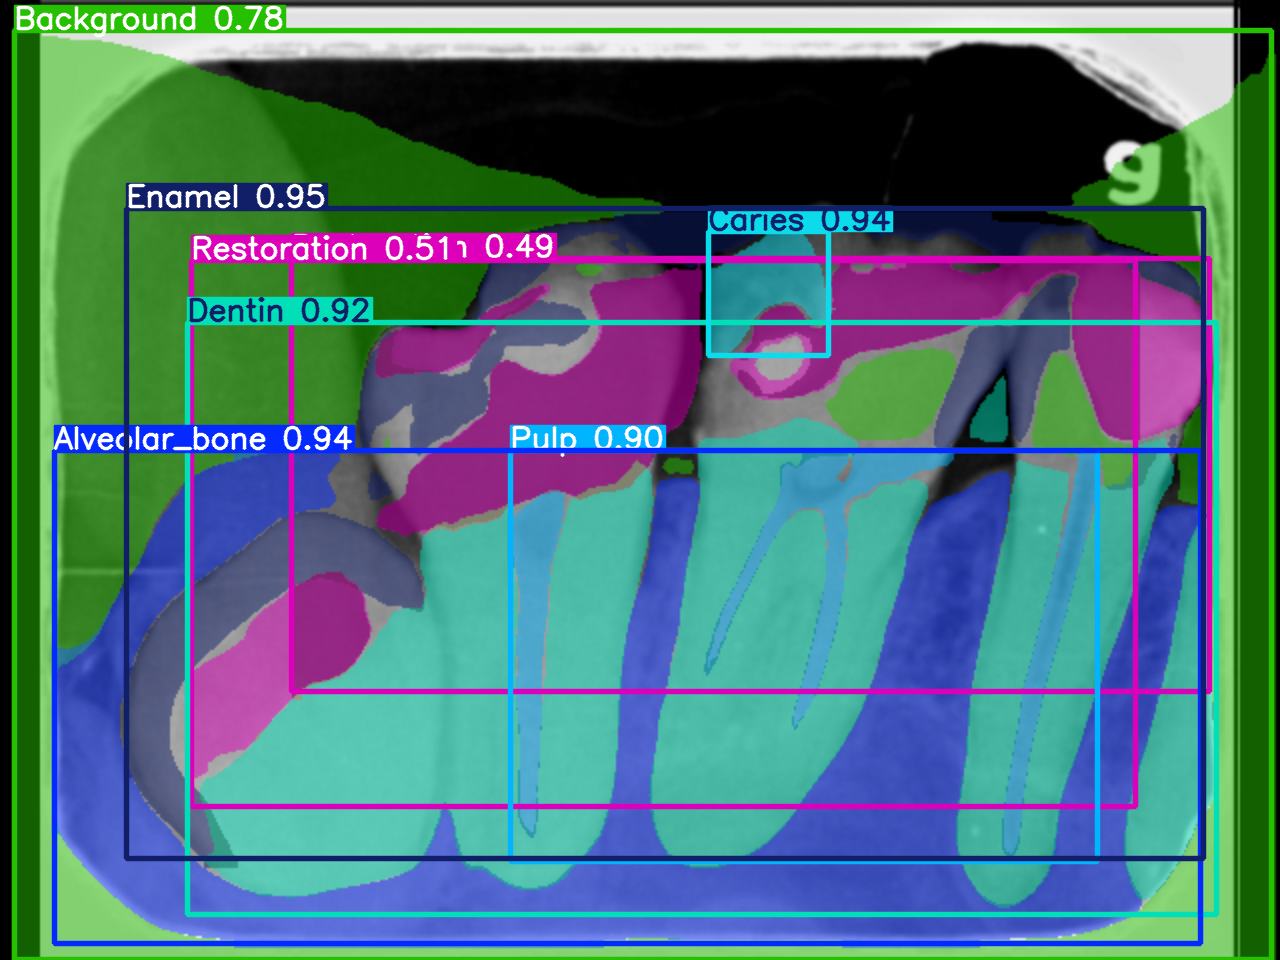 Background 0.78
g
Enamel 0.95
Caries 0.94
Restoration 0.51 0.49
Dentin 0.92
Alveolar_bone 0.94
Pulp 0.90